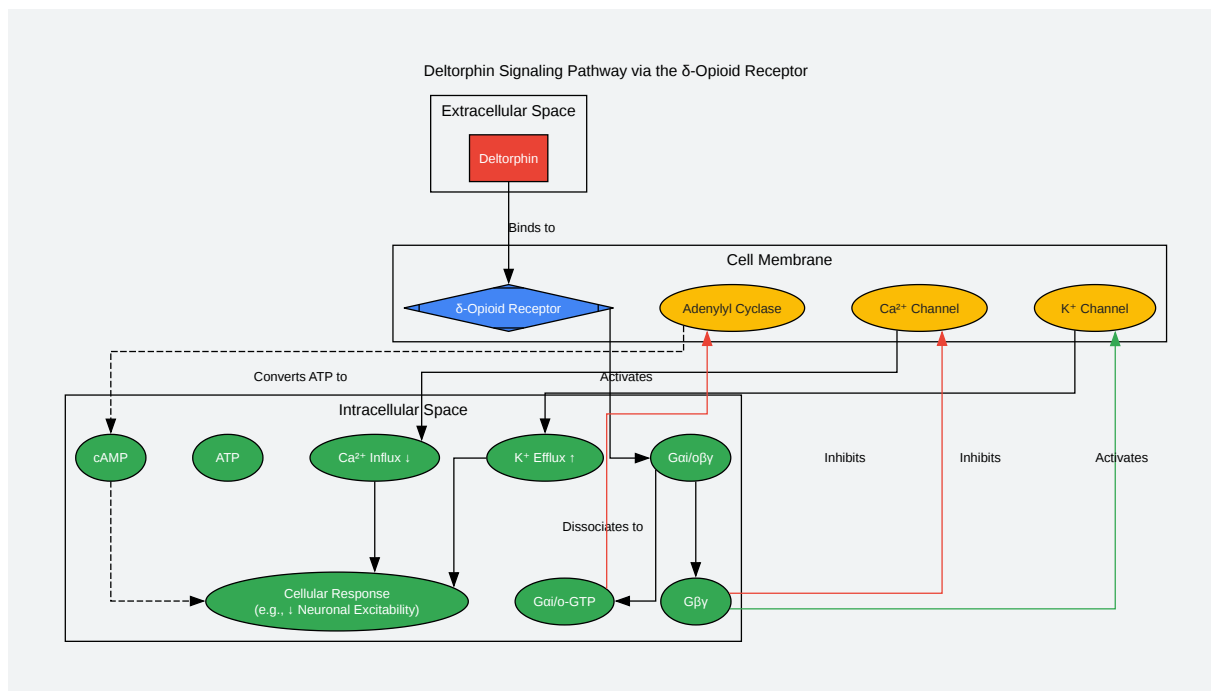 Deltorphin Signaling Pathway via the δ-Opioid Receptor
Extracellular Space
Deltorphin
Binds to
Cell Membrane
δ-Opioid Receptor
Adenylyl Cyclase
Ca²⁺ Channel
K⁺ Channel
Converts ATP to
Activates
Intracellular Space
cAMP
ATP
Ca²⁺ Influx ↓
K⁺ Efflux ↑
Gαi/oβγ
Inhibits
Inhibits
Activates
Dissociates to
Cellular Response
(e.g., ↓ Neuronal Excitability)
Gαi/o-GTP
Gβγ